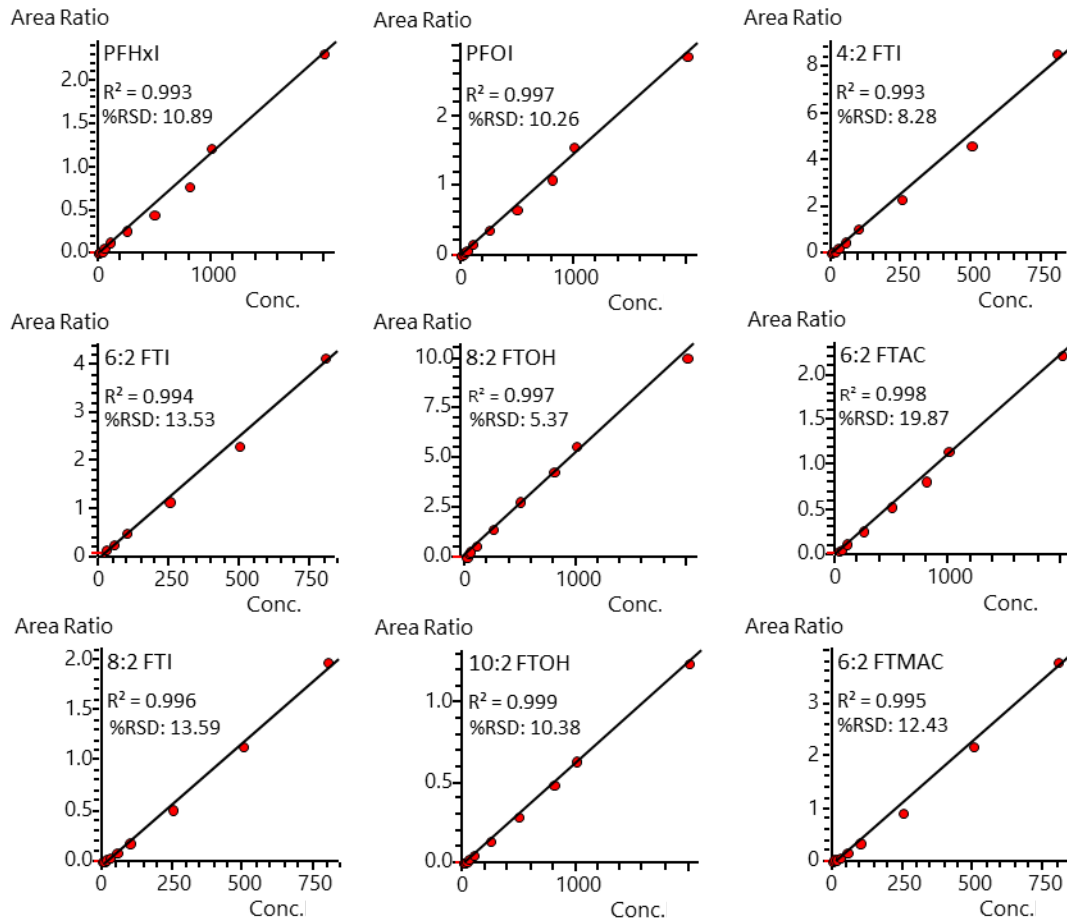 Area Ratio
PFHxI
R² = 0.993
%RSD: 10.89
2.0
1.5
1.0
0.5
0.0
0
1000
Conc.
Area Ratio
PFOI
R² = 0.997
%RSD: 10.26
2
1
0
0
1000
Conc.
Area Ratio
4:2 FTI
R² = 0.993
%RSD: 8.28
8
6
4
2
0
0
250
500
750
Conc.
Area Ratio
6:2 FTI
R² = 0.994
%RSD: 13.53
4
3
2
1
0
0
250
500
750
Conc.
Area Ratio
8:2 FTOH
R² = 0.997
%RSD: 5.37
10.0
7.5
5.0
2.5
0.0
0
1000
Conc.
Area Ratio
6:2 FTAC
R² = 0.998
%RSD: 19.87
2.0
1.5
1.0
0.5
0.0
0
1000
Conc.
Area Ratio
8:2 FTI
R² = 0.996
%RSD: 13.59
2.0
1.5
1.0
0.5
0.0
0
250
500
750
Conc.
Area Ratio
10:2 FTOH
R² = 0.999
%RSD: 10.38
1.0
0.5
0.0
0
1000
Conc.
Area Ratio
6:2 FTMAC
R² = 0.995
%RSD: 12.43
3
2
1
0
0
250
500
750
Conc.